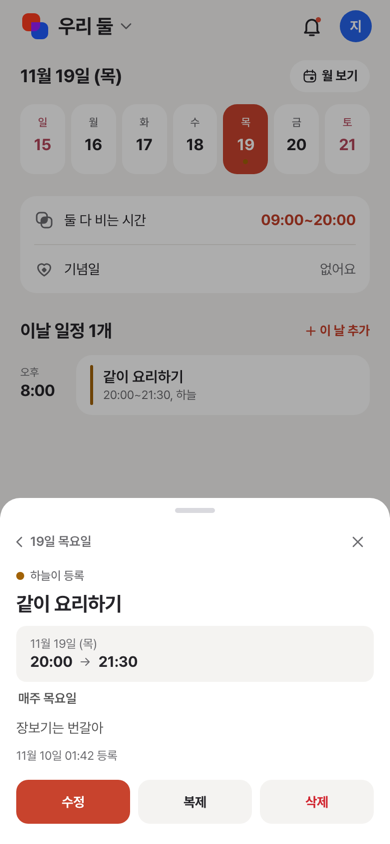 우리 둘
지
11월 19일 (목)
월 보기
일 월 화 수 목 금 토
15 16 17 18 19 20 21
둘 다 비는 시간 09:00~20:00
기념일 없어요
이날 일정 1개 + 이 날 추가
오후
8:00
같이 요리하기
20:00~21:30, 하늘
19일 목요일
하늘이 등록
같이 요리하기
11월 19일 (목)
20:00 → 21:30
매주 목요일
장보기는 번갈아
11월 10일 01:42 등록
수정 복제 삭제